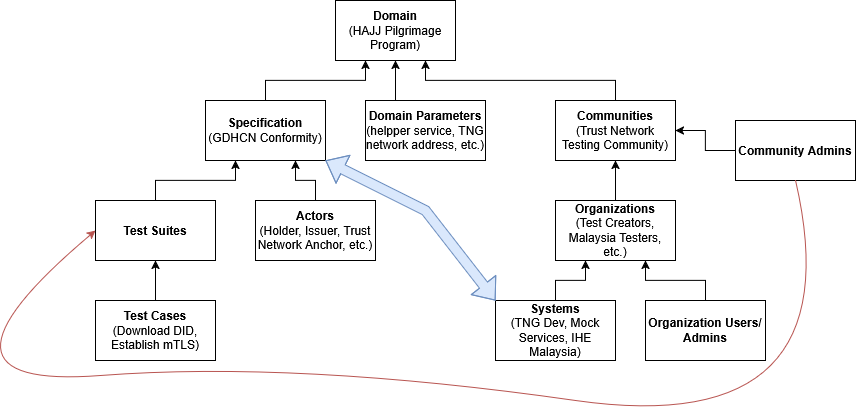 Domain
(HAJJ Pilgrimage
Program)
Specification
(GDHCN Conformity)
Domain Parameters
(helpper service, TNG
network address, etc.)
Communities
(Trust Network
Testing Community)
Community Admins
Test Suites
Actors
(Holder, Issuer, Trust
Network Anchor, etc.)
Organizations
(Test Creators,
Malaysia Testers,
etc.)
Test Cases
(Download DID,
Establish mTLS)
Systems
(TNG Dev, Mock
Services, IHE
Malaysia)
Organization Users/
Admins